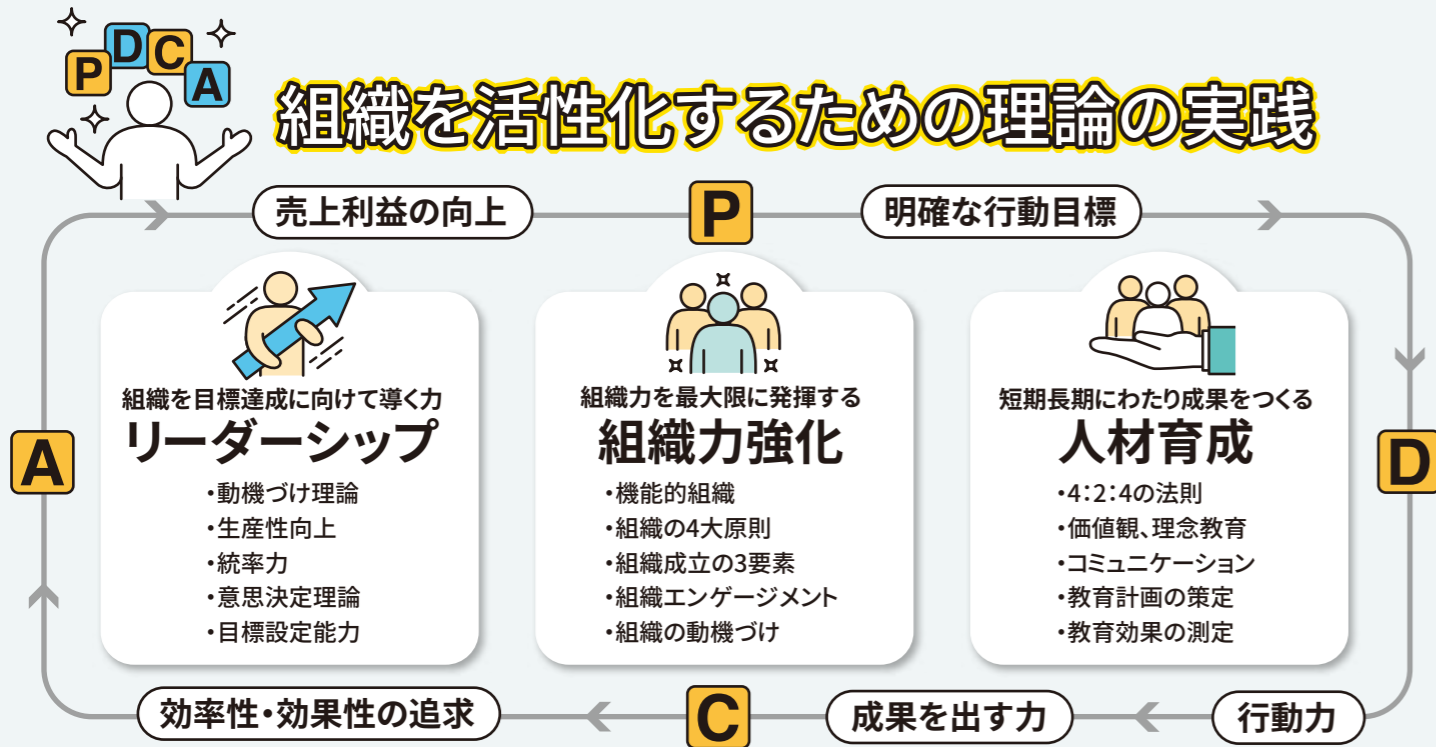 P
D
C
A
組織を活性化するための理論の実践
売上利益の向上
P
明確な行動目標
組織を目標達成に向けて導く力
リーダーシップ
・動機づけ理論
・生産性向上
・統率力
・意思決定理論
・目標設定能力
組織力を最大限に発揮する
組織力強化
・機能的組織
・組織の4大原則
・組織成立の3要素
・組織エンゲージメント
・組織の動機づけ
短期長期にわたり成果をつくる
人材育成
・4:2:4の法則
・価値観、理念教育
・コミュニケーション
・教育計画の策定
・教育効果の測定
A
D
効率性・効果性の追求
C
成果を出す力
行動力